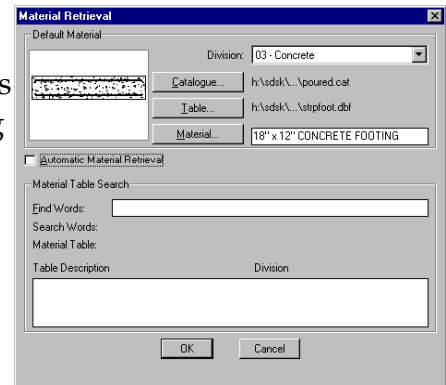 Material Retrieval
Default Material
Division: 03 - Concrete
Catalogue... h:\sdsk\...\poured.cat
Table... h:\sdsk\...\strpfoot.dbf
Material... 18" x 12" CONCRETE FOOTING
Automatic Material Retrieval
Material Table Search
Find Words:
Search Words:
Material Table:
Table Description Division
OK Cancel